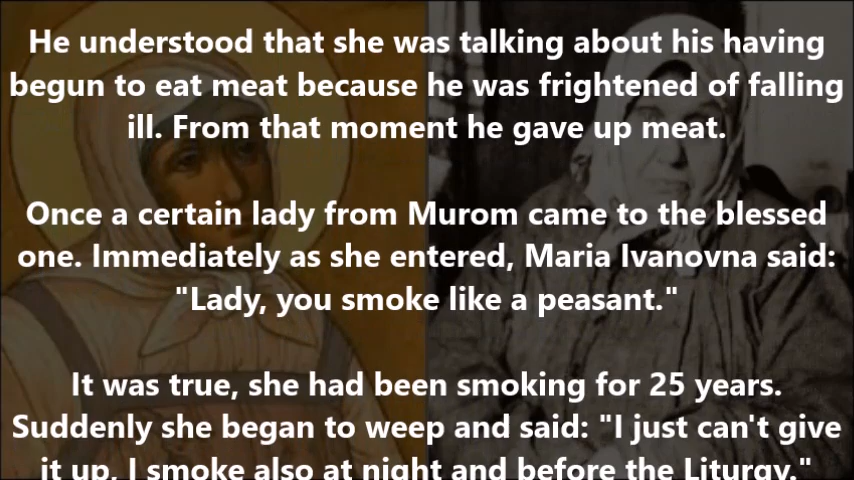 He understood that she was talking about his having
begun to eat meat because he was frightened of falling
ill. From that moment he gave up meat.
Once a certain lady from Murom came to the blessed
one. Immediately as she entered, Maria Ivanovna said:
"Lady, you smoke like a peasant."
It was true, she had been smoking for 25 years.
Suddenly she began to weep and said: "I just can't give
it up, I smoke also at night and before the Liturgy."